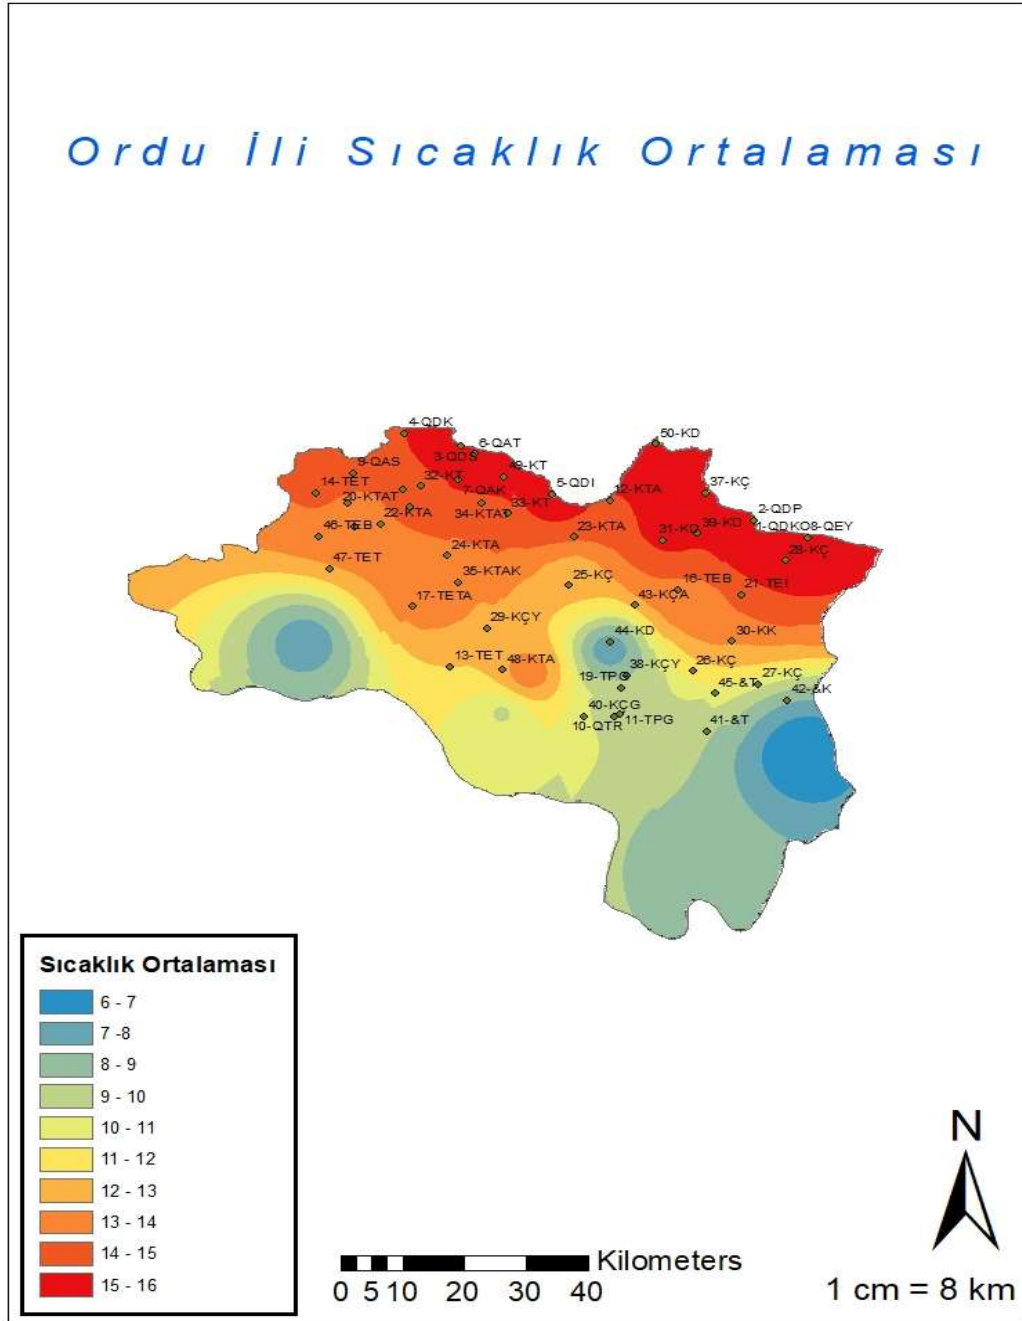 Ordu İli Sıcaklık Ortalaması
4-QDK
50-KD
6-QAT
3-QDS
9-QAS
49-KT
32-KT
14-TET
5-QDI
37-KÇ
20-KTAT
7-QAK
12-KTA
33-KT
22-KTA
34-KTAT
2-QDP
23-KTA
31-KD
39-KD
1-QDKO8-QEY
24-KTA
28-KÇ
47-TET
35-KTAK
25-KÇ
16-TEB
21-TEI
17-TETA
43-KÇA
29-KÇY
44-KD
30-KK
13-TET
48-KTA
38-KÇY
26-KÇ
19-TPG
45-&T
27-KÇ
42-&K
40-KCG
10-QTR
11-TPG
41-&T
Sıcaklık Ortalaması
6 - 7
7 -8
8 - 9
9 - 10
10 - 11
11 - 12
12 - 13
13 - 14
14 - 15
15 - 16
N
Kilometers
0 5 10 20 30 40
1 cm = 8 km